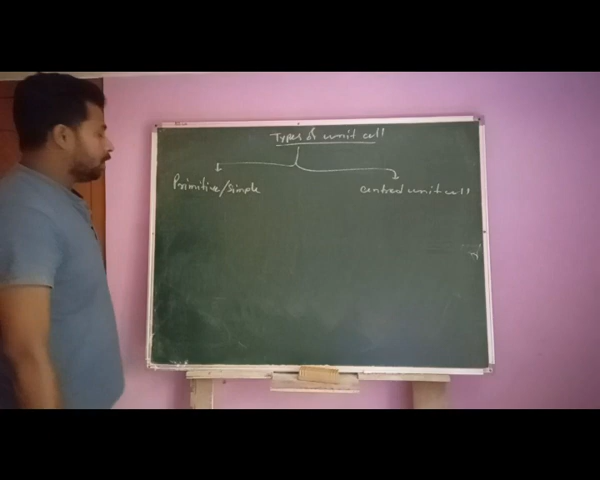 Types of unit cell
Primitive/simple
centred unit cell